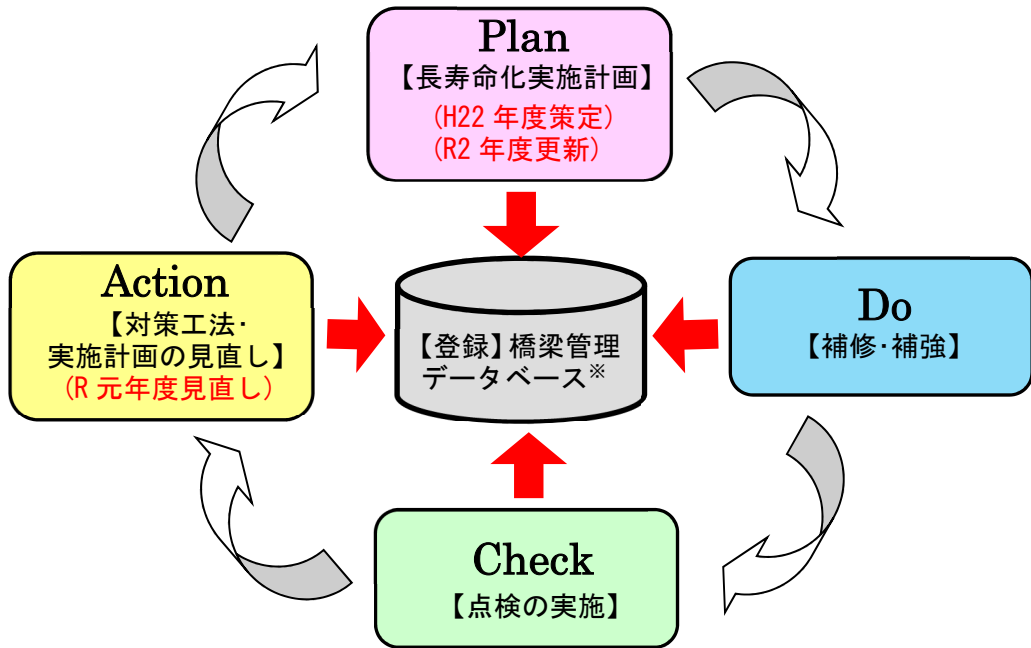 Plan
【長寿命化実施計画】
(H22 年度策定)
(R2 年度更新)
Action
【対策工法・
実施計画の見直し】
(R 元年度見直し)
【登録】橋梁管理
データベース※
Do
【補修・補強】
Check
【点検の実施】